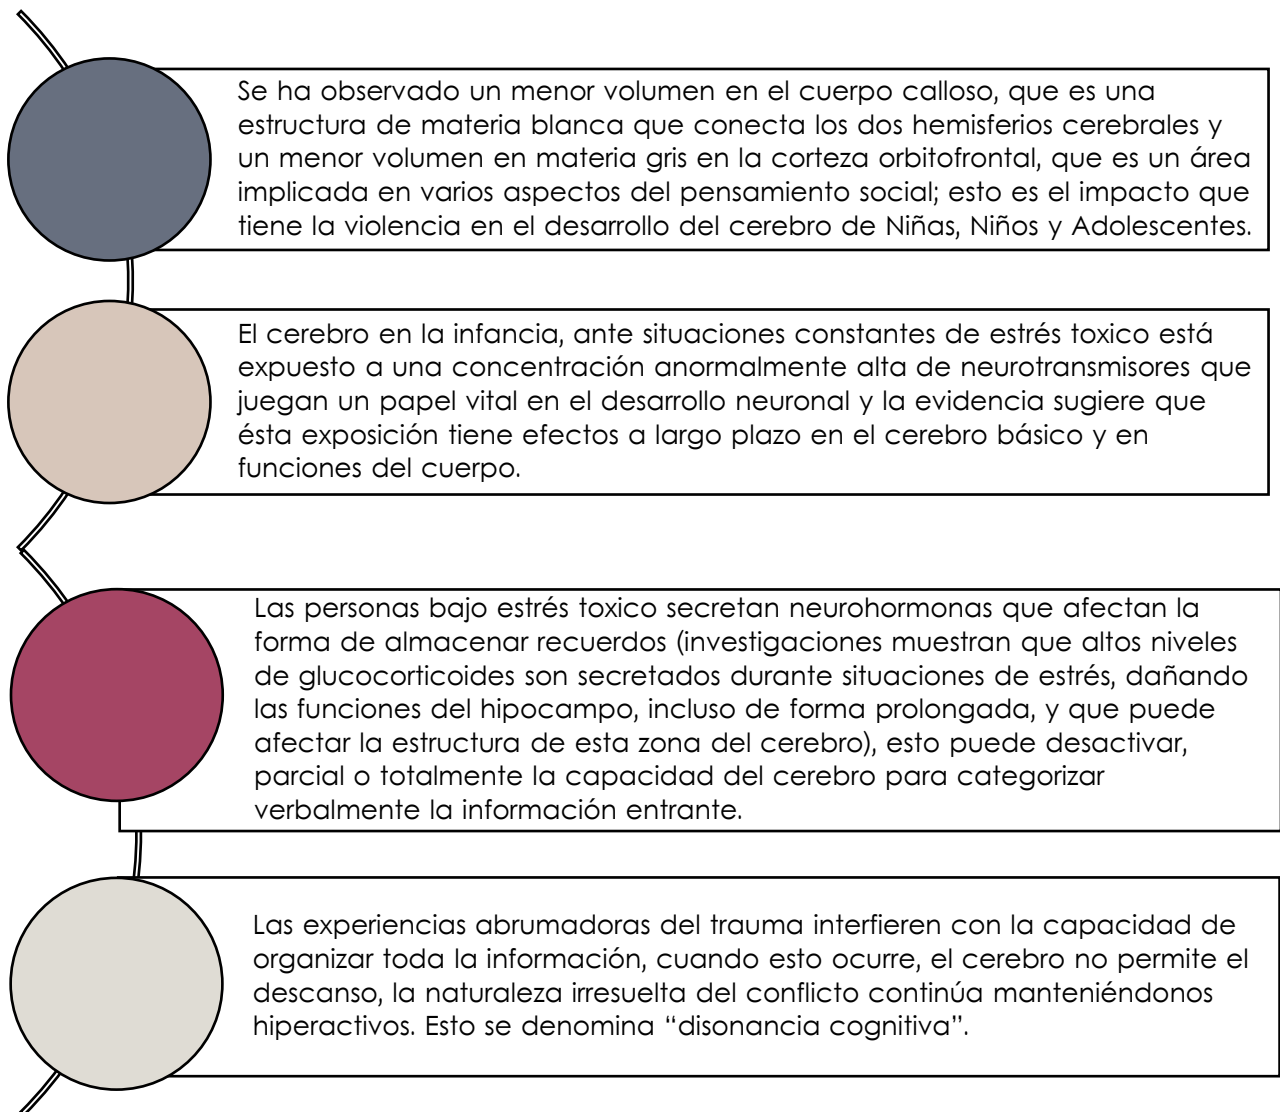 Se ha observado un menor volumen en el cuerpo calloso, que es una
estructura de materia blanca que conecta los dos hemisferios cerebrales y
un menor volumen en materia gris en la corteza orbitofrontal, que es un área
implicada en varios aspectos del pensamiento social; esto es el impacto que
tiene la violencia en el desarrollo del cerebro de Niñas, Niños y Adolescentes.
El cerebro en la infancia, ante situaciones constantes de estrés toxico está
expuesto a una concentración anormalmente alta de neurotransmisores que
juegan un papel vital en el desarrollo neuronal y la evidencia sugiere que
ésta exposición tiene efectos a largo plazo en el cerebro básico y en
funciones del cuerpo.
Las personas bajo estrés toxico secretan neurohormonas que afectan la
forma de almacenar recuerdos (investigaciones muestran que altos niveles
de glucocorticoides son secretados durante situaciones de estrés, dañando
las funciones del hipocampo, incluso de forma prolongada, y que puede
afectar la estructura de esta zona del cerebro), esto puede desactivar,
parcial o totalmente la capacidad del cerebro para categorizar
verbalmente la información entrante.
Las experiencias abrumadoras del trauma interfieren con la capacidad de
organizar toda la información, cuando esto ocurre, el cerebro no permite el
descanso, la naturaleza irresuelta del conflicto continúa manteniéndonos
hiperactivos. Esto se denomina “disonancia cognitiva”.